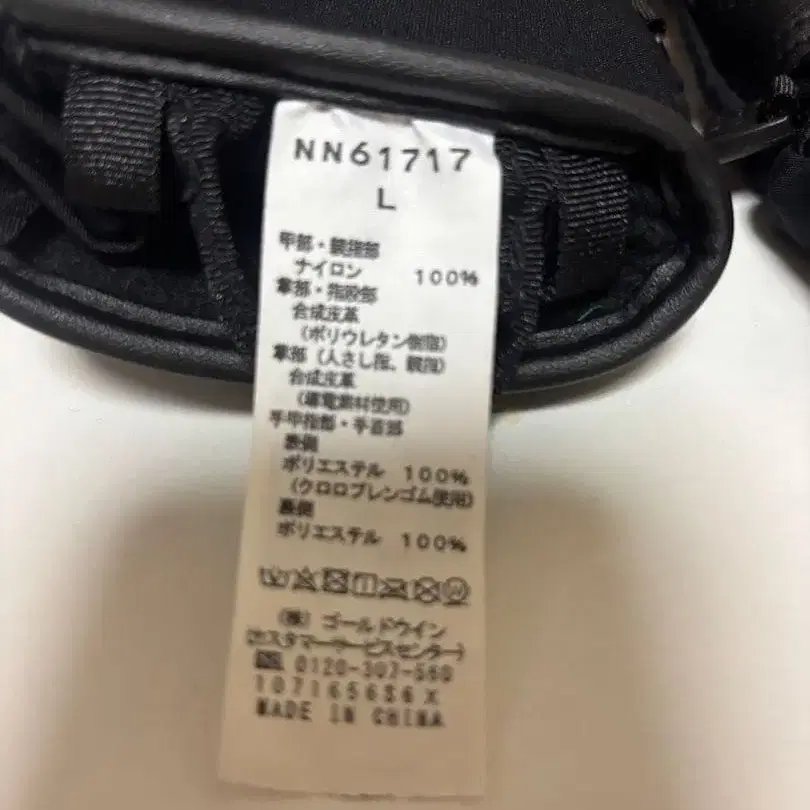 NN61717
L
甲部・親指部
ナイロン 100%
掌部・指股部
合成皮革
(ポリウレタン樹脂)
掌部(人さし指、親指)
合成皮革
(導電素材使用)
手甲指部・手首部
表側
ポリエステル 100%
(クロロプレンゴム使用)
裏側
ポリエステル 100%
(株) ゴールドウイン
(カスタマーサービスセンター)
0120-307-560
MADE IN CHINA